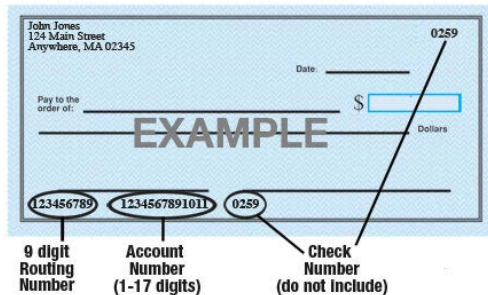 John Jones
124 Main Street
Anywhere, MA 02345
0259
Date:
Pay to the
order of:
$
Dollars
EXAMPLE
123456789 1234567891011 0259
9 digit
Routing
Number
Account
Number
(1-17 digits)
Check
Number
(do not include)